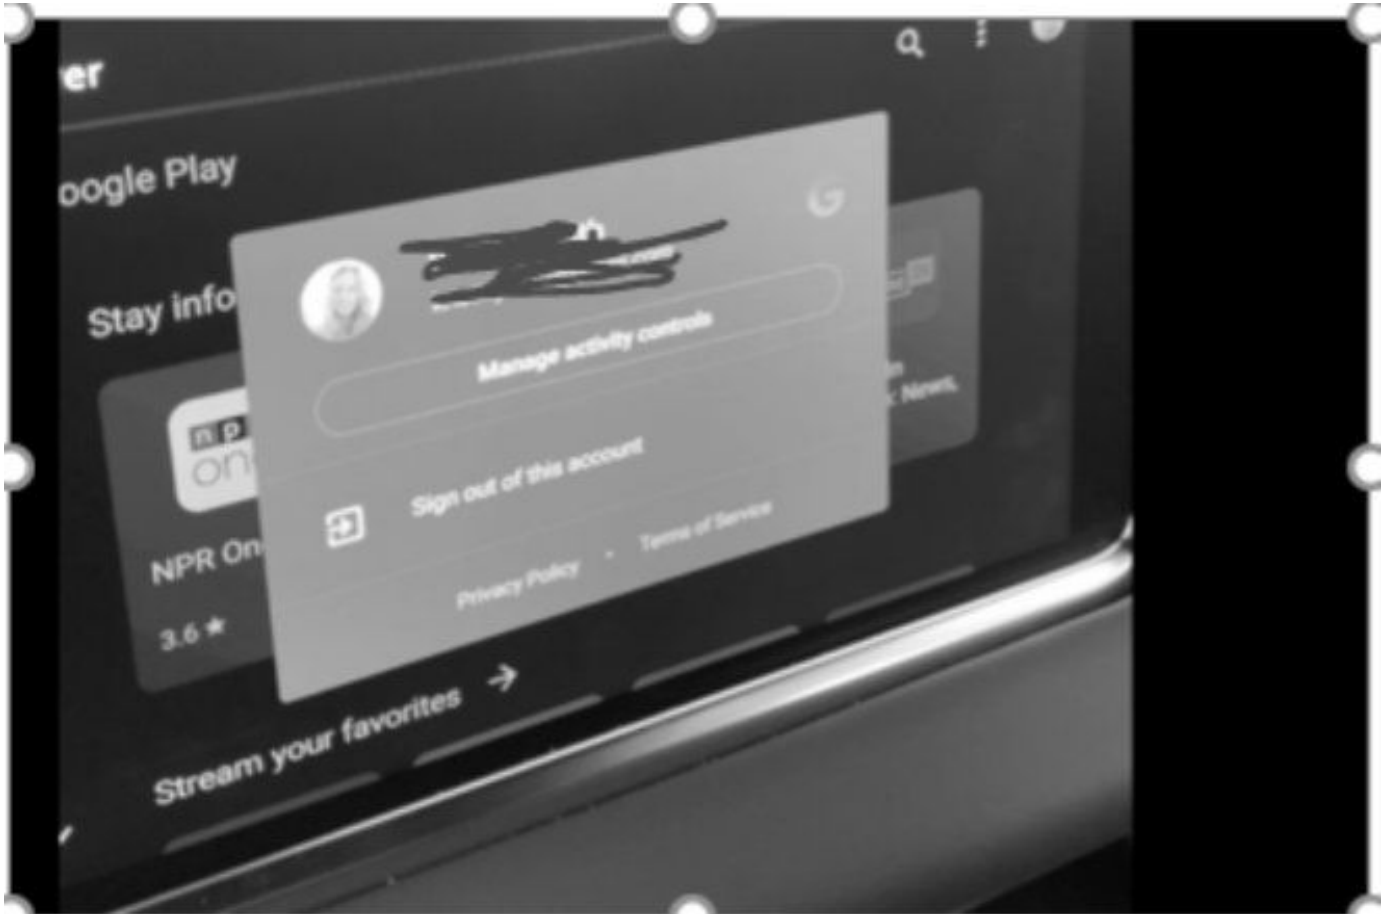 er
oogle Play
Stay info
Manage activity controls
n p
on
Sign out of this account
Privacy Policy • Terms of Service
NPR On
3.6 ★
News,
Stream your favorites →